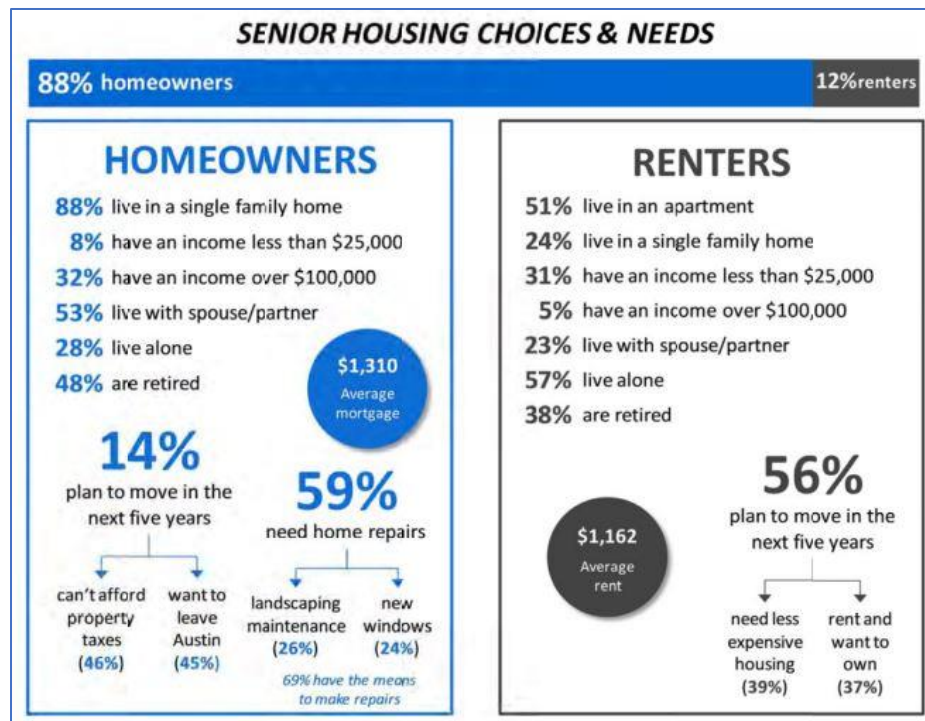 SENIOR HOUSING CHOICES & NEEDS
88% homeowners
12% renters
HOMEOWNERS
88% live in a single family home
8% have an income less than $25,000
32% have an income over $100,000
53% live with spouse/partner
28% live alone
48% are retired
$1,310
Average
mortgage
14%
plan to move in the
next five years
can't afford
property
taxes
(46%)
want to
leave
Austin
(45%)
59%
need home repairs
landscaping
maintenance
(26%)
new
windows
(24%)
69% have the means
to make repairs
RENTERS
51% live in an apartment
24% live in a single family home
31% have an income less than $25,000
5% have an income over $100,000
23% live with spouse/partner
57% live alone
38% are retired
$1,162
Average
rent
56%
plan to move in the
next five years
need less
expensive
housing
(39%)
rent and
want to
own
(37%)